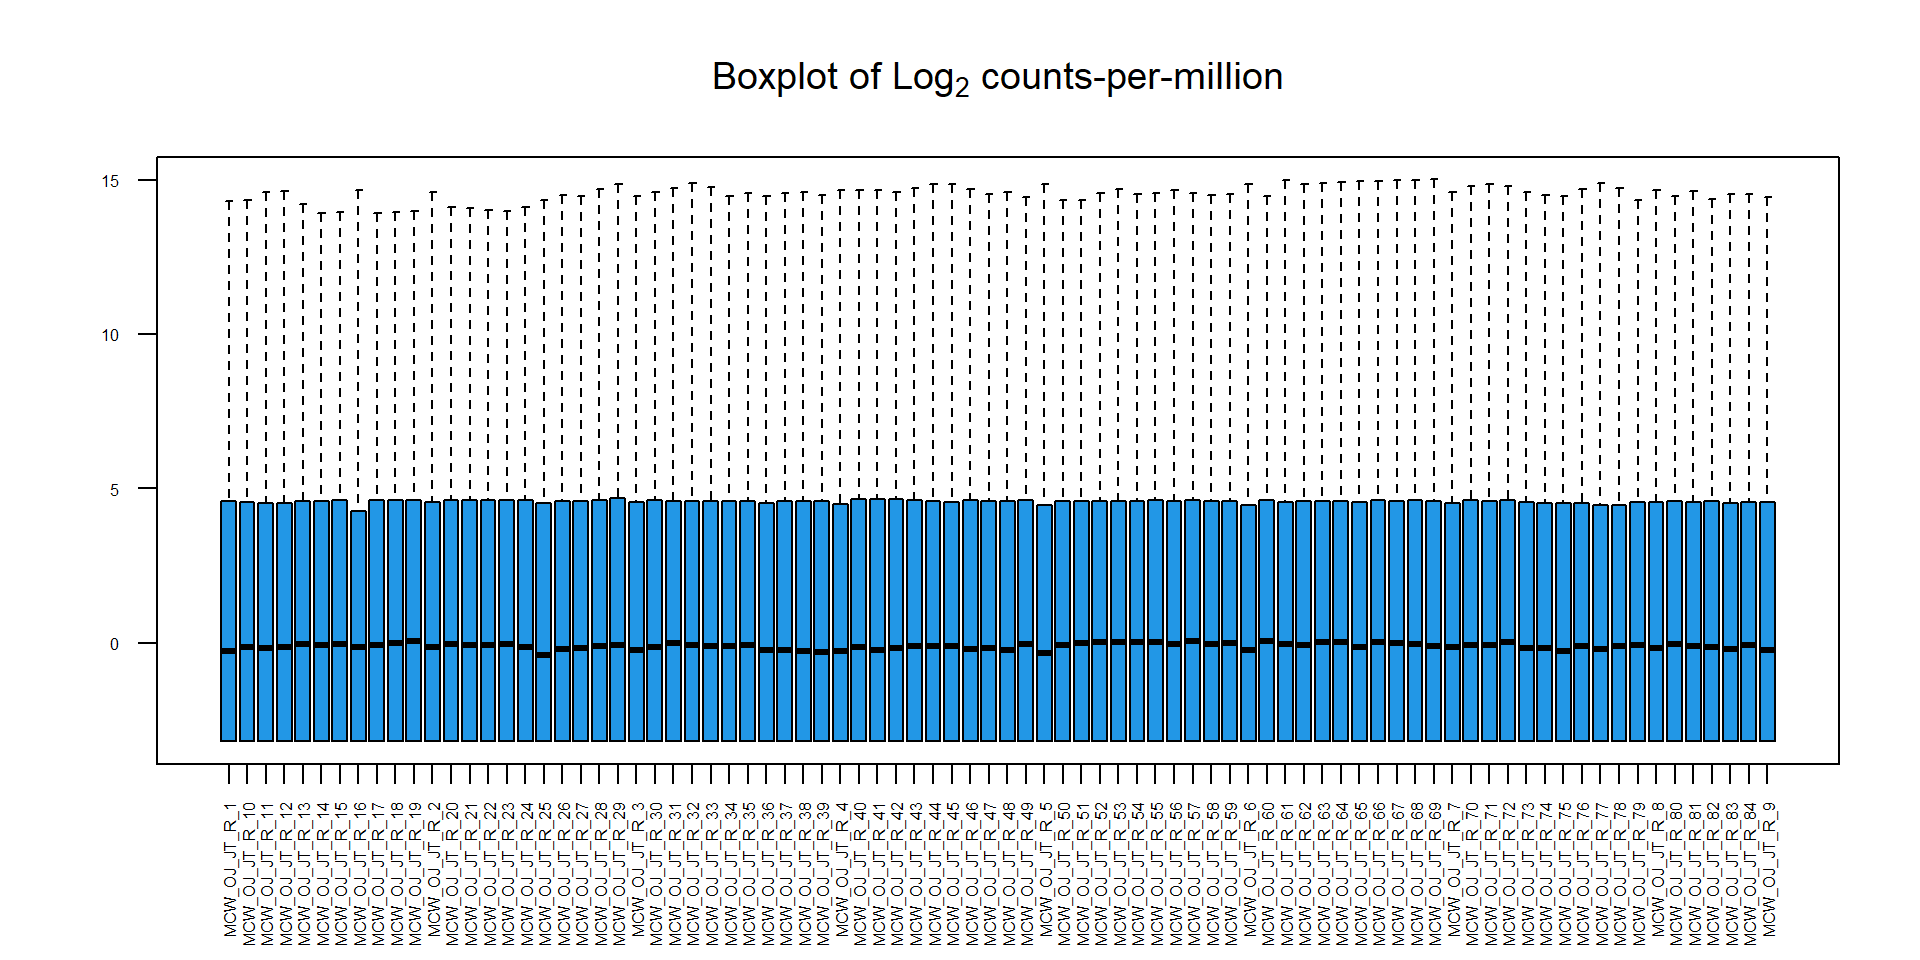 Boxplot of Log2 counts-per-million
15
10
5
0
MCW_OJ_JT_R_1
MCW_OJ_JT_R_10
MCW_OJ_JT_R_11
MCW_OJ_JT_R_12
MCW_OJ_JT_R_13
MCW_OJ_JT_R_14
MCW_OJ_JT_R_15
MCW_OJ_JT_R_16
MCW_OJ_JT_R_17
MCW_OJ_JT_R_18
MCW_OJ_JT_R_19
MCW_OJ_JT_R_2
MCW_OJ_JT_R_20
MCW_OJ_JT_R_21
MCW_OJ_JT_R_22
MCW_OJ_JT_R_23
MCW_OJ_JT_R_24
MCW_OJ_JT_R_25
MCW_OJ_JT_R_26
MCW_OJ_JT_R_27
MCW_OJ_JT_R_28
MCW_OJ_JT_R_29
MCW_OJ_JT_R_3
MCW_OJ_JT_R_30
MCW_OJ_JT_R_31
MCW_OJ_JT_R_32
MCW_OJ_JT_R_33
MCW_OJ_JT_R_34
MCW_OJ_JT_R_35
MCW_OJ_JT_R_36
MCW_OJ_JT_R_37
MCW_OJ_JT_R_38
MCW_OJ_JT_R_39
MCW_OJ_JT_R_4
MCW_OJ_JT_R_40
MCW_OJ_JT_R_41
MCW_OJ_JT_R_42
MCW_OJ_JT_R_43
MCW_OJ_JT_R_44
MCW_OJ_JT_R_45
MCW_OJ_JT_R_46
MCW_OJ_JT_R_47
MCW_OJ_JT_R_48
MCW_OJ_JT_R_49
MCW_OJ_JT_R_5
MCW_OJ_JT_R_50
MCW_OJ_JT_R_51
MCW_OJ_JT_R_52
MCW_OJ_JT_R_53
MCW_OJ_JT_R_54
MCW_OJ_JT_R_55
MCW_OJ_JT_R_56
MCW_OJ_JT_R_57
MCW_OJ_JT_R_58
MCW_OJ_JT_R_59
MCW_OJ_JT_R_6
MCW_OJ_JT_R_60
MCW_OJ_JT_R_61
MCW_OJ_JT_R_62
MCW_OJ_JT_R_63
MCW_OJ_JT_R_64
MCW_OJ_JT_R_65
MCW_OJ_JT_R_66
MCW_OJ_JT_R_67
MCW_OJ_JT_R_68
MCW_OJ_JT_R_69
MCW_OJ_JT_R_7
MCW_OJ_JT_R_70
MCW_OJ_JT_R_71
MCW_OJ_JT_R_72
MCW_OJ_JT_R_73
MCW_OJ_JT_R_74
MCW_OJ_JT_R_75
MCW_OJ_JT_R_76
MCW_OJ_JT_R_77
MCW_OJ_JT_R_78
MCW_OJ_JT_R_79
MCW_OJ_JT_R_8
MCW_OJ_JT_R_80
MCW_OJ_JT_R_81
MCW_OJ_JT_R_82
MCW_OJ_JT_R_83
MCW_OJ_JT_R_84
MCW_OJ_JT_R_9